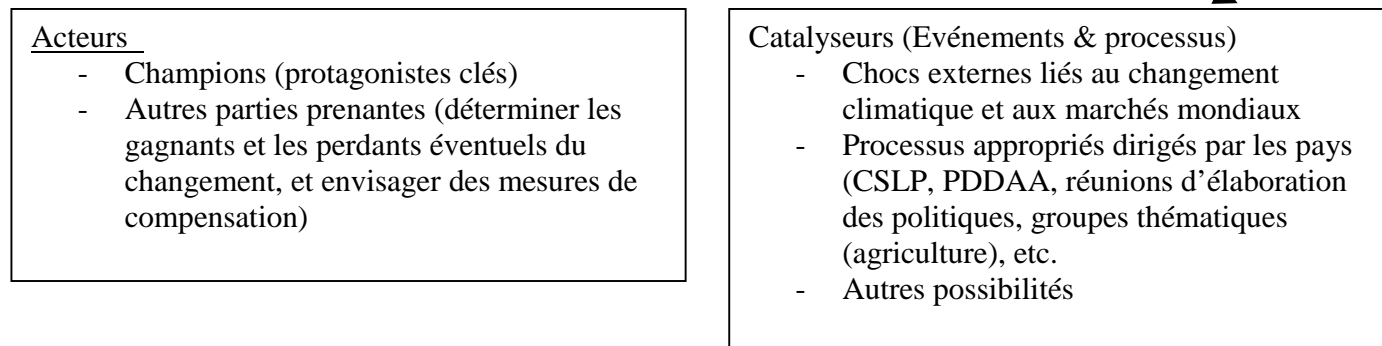 Acteurs
- Champions (protagonistes clés)
- Autres parties prenantes (déterminer les
gagnants et les perdants éventuels du
changement, et envisager des mesures de
compensation)
Catalyseurs (Evénements & processus)
- Chocs externes liés au changement
climatique et aux marchés mondiaux
- Processus appropriés dirigés par les pays
(CSLP, PDDAA, réunions d’élaboration
des politiques, groupes thématiques
(agriculture), etc.
- Autres possibilités